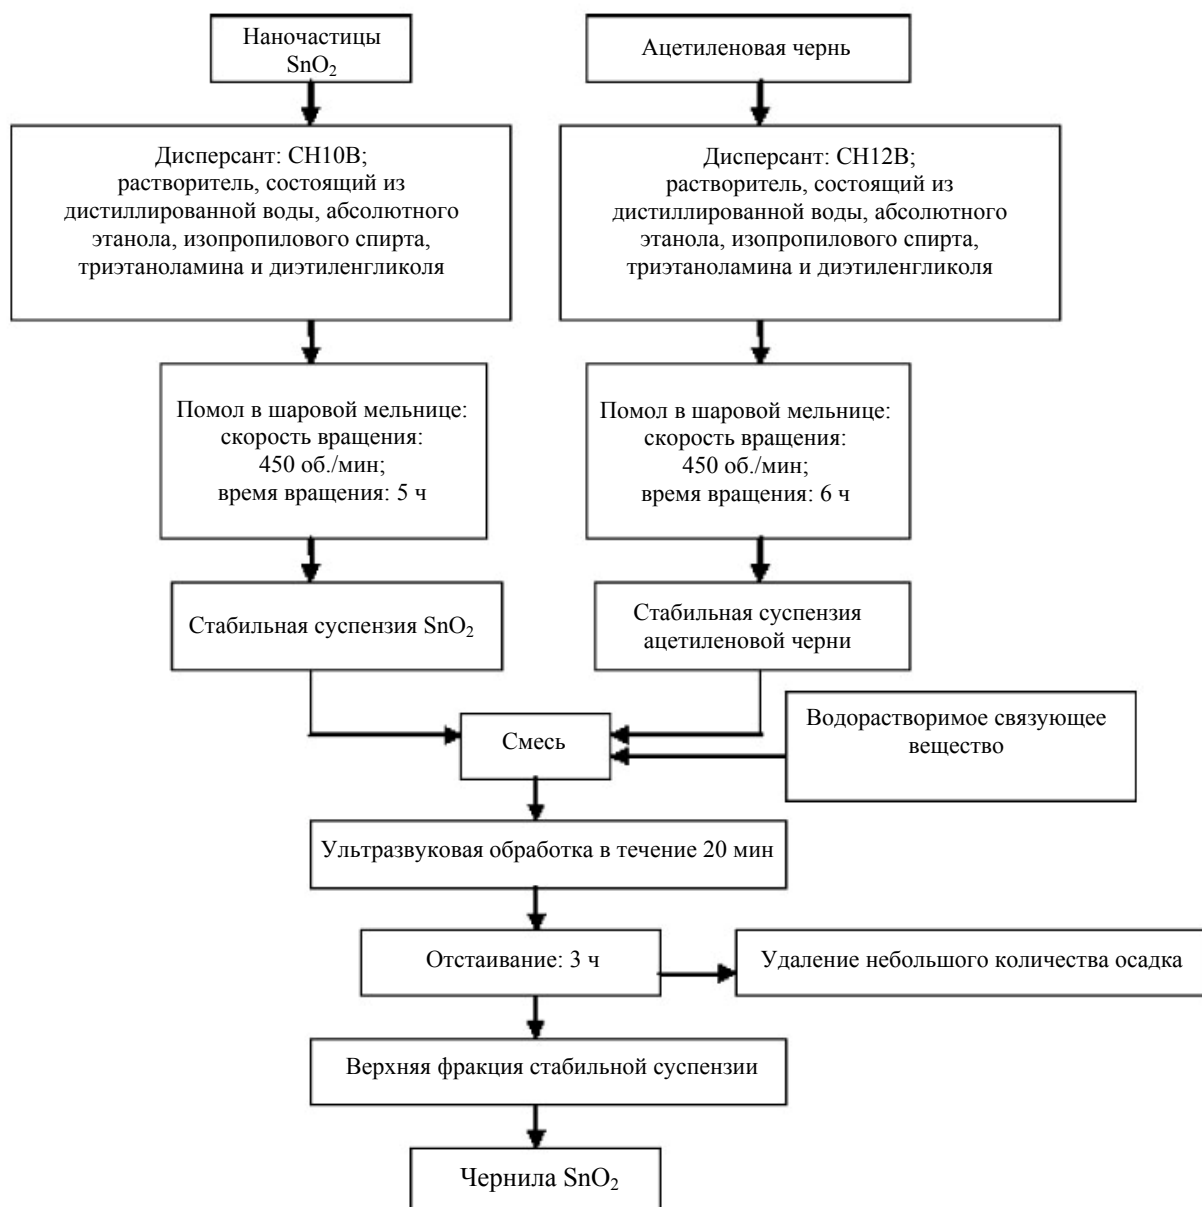 Наночастицы
SnO₂
Ацетиленовая чернь
Дисперсант: CH10B;
растворитель, состоящий из
дистиллированной воды, абсолютного
этанола, изопропилового спирта,
триэтаноламина и диэтиленгликоля
Дисперсант: CH12B;
растворитель, состоящий из
дистиллированной воды, абсолютного
этанола, изопропилового спирта,
триэтаноламина и диэтиленгликоля
Помол в шаровой мельнице:
скорость вращения:
450 об./мин;
время вращения: 5 ч
Помол в шаровой мельнице:
скорость вращения:
450 об./мин;
время вращения: 6 ч
Стабильная суспензия SnO₂
Стабильная суспензия
ацетиленовой черни
Смесь
Водорастворимое связующее
вещество
Ультразвуковая обработка в течение 20 мин
Отстаивание: 3 ч
Удаление небольшого количества осадка
Верхняя фракция стабильной суспензии
Чернила SnO₂